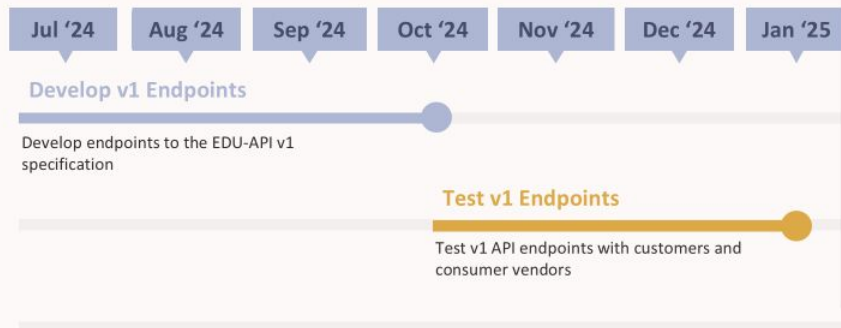 Jul ‘24 Aug ‘24 Sep ‘24 Oct ‘24 Nov ‘24 Dec ‘24 Jan ‘25
Develop v1 Endpoints
Develop endpoints to the EDU-API v1
specification
Test v1 Endpoints
Test v1 API endpoints with customers and
consumer vendors